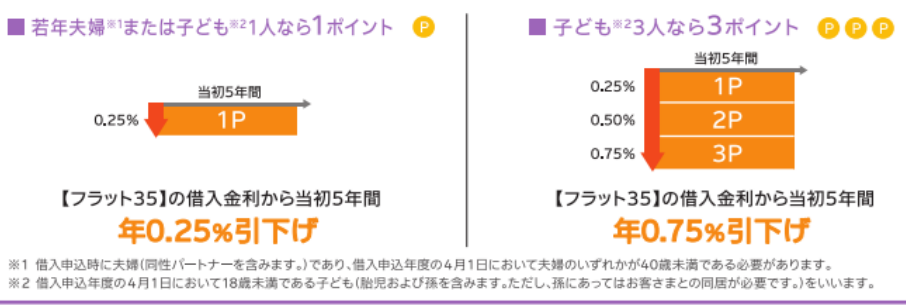 ■ 若年夫婦※1または子ども※21人なら1ポイント P
当初5年間
0.25% 1P
【フラット35】の借入金利から当初5年間
年0.25%引下げ
■ 子ども※23人なら3ポイント P P P
当初5年間
0.25% 1P
0.50% 2P
0.75% 3P
【フラット35】の借入金利から当初5年間
年0.75%引下げ
※1 借入申込時に夫婦(同性パートナーを含みます。)であり、借入申込年度の4月1日において夫婦のいずれかが40歳未満である必要があります。
※2 借入申込年度の4月1日において18歳未満である子ども(胎児および孫を含みます。ただし、孫にあってはお客さまとの同居が必要です。)をいいます。